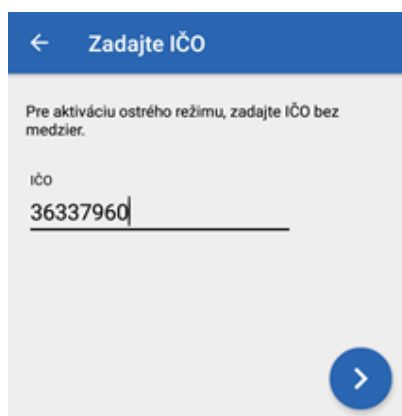 Zadajte IČO
Pre aktiváciu ostrého režimu, zadajte IČO bez
medzier.
IČO
36337960